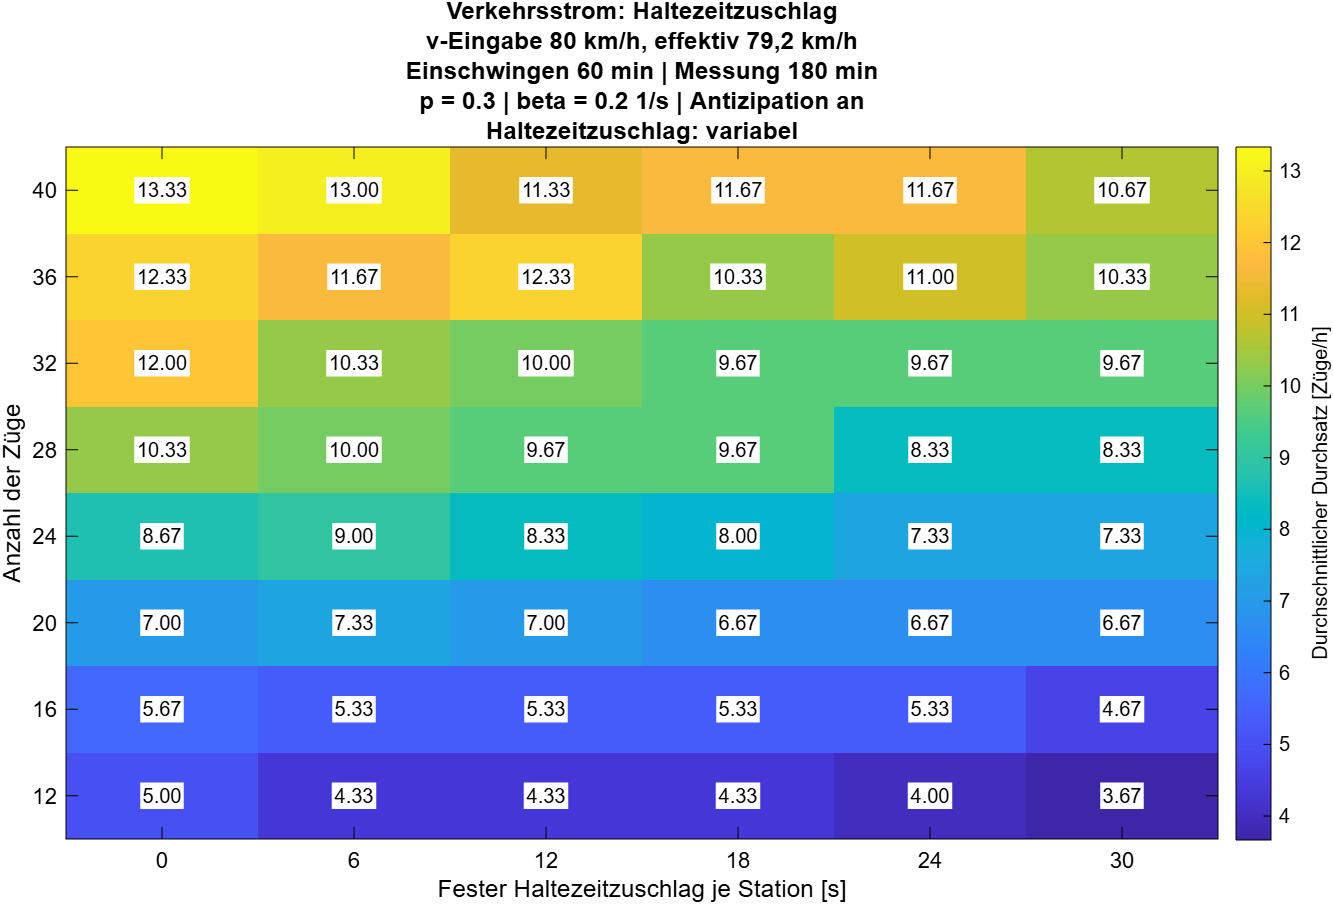 Verkehrsstrom: Haltezeitzuschlag
v-Eingabe 80 km/h, effektiv 79,2 km/h
Einschwingen 60 min | Messung 180 min
p = 0.3 | beta = 0.2 1/s | Antizipation an
Haltezeitzuschlag: variabel
Anzahl der Züge
40 13.33 13.00 11.33 11.67 11.67 10.67
36 12.33 11.67 12.33 10.33 11.00 10.33
32 12.00 10.33 10.00 9.67 9.67 9.67
28 10.33 10.00 9.67 9.67 8.33 8.33
24 8.67 9.00 8.33 8.00 7.33 7.33
20 7.00 7.33 7.00 6.67 6.67 6.67
16 5.67 5.33 5.33 5.33 5.33 4.67
12 5.00 4.33 4.33 4.33 4.00 3.67
0 6 12 18 24 30
Fester Haltezeitzuschlag je Station [s]
13
12
11
10
9
8
7
6
5
4
Durchschnittlicher Durchsatz [Züge/h]